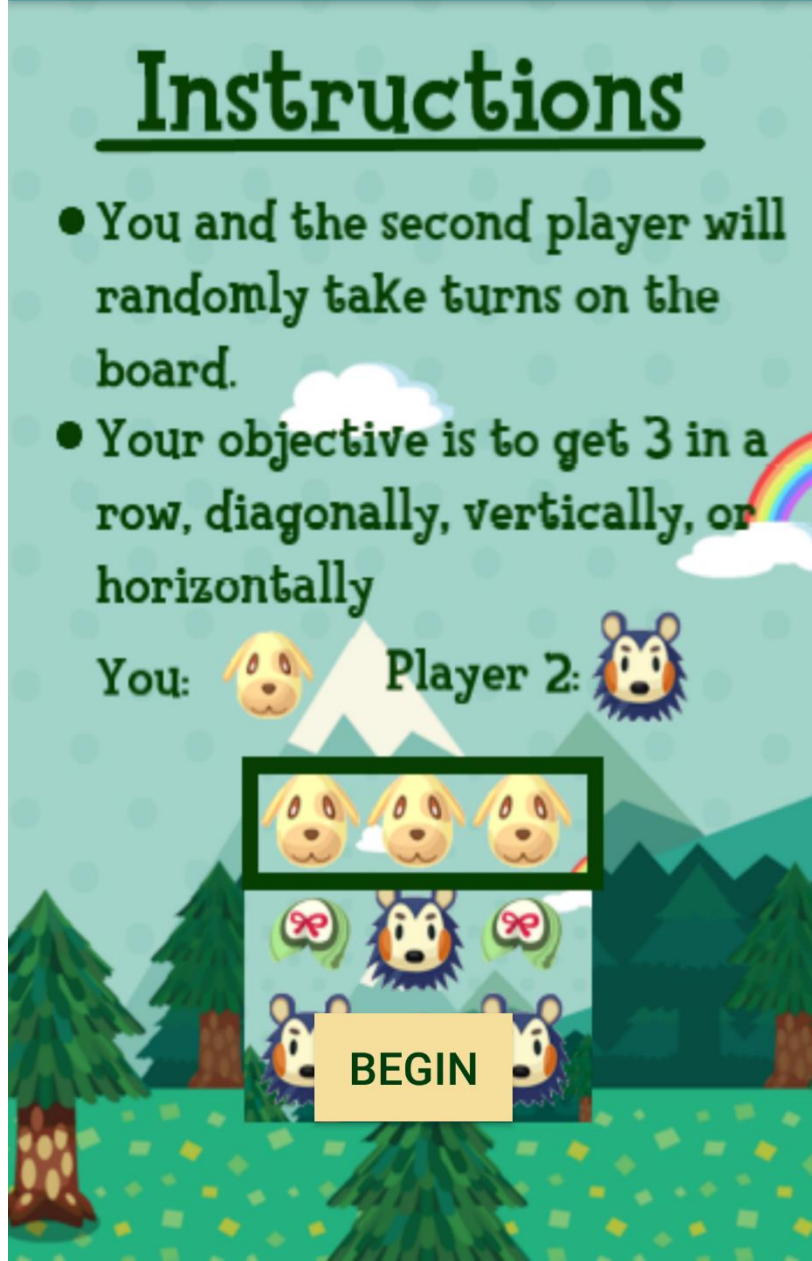 Instructions
● You and the second player will
randomly take turns on the
board.
● Your objective is to get 3 in a
row, diagonally, vertically, or
horizontally
You: Player 2:
BEGIN